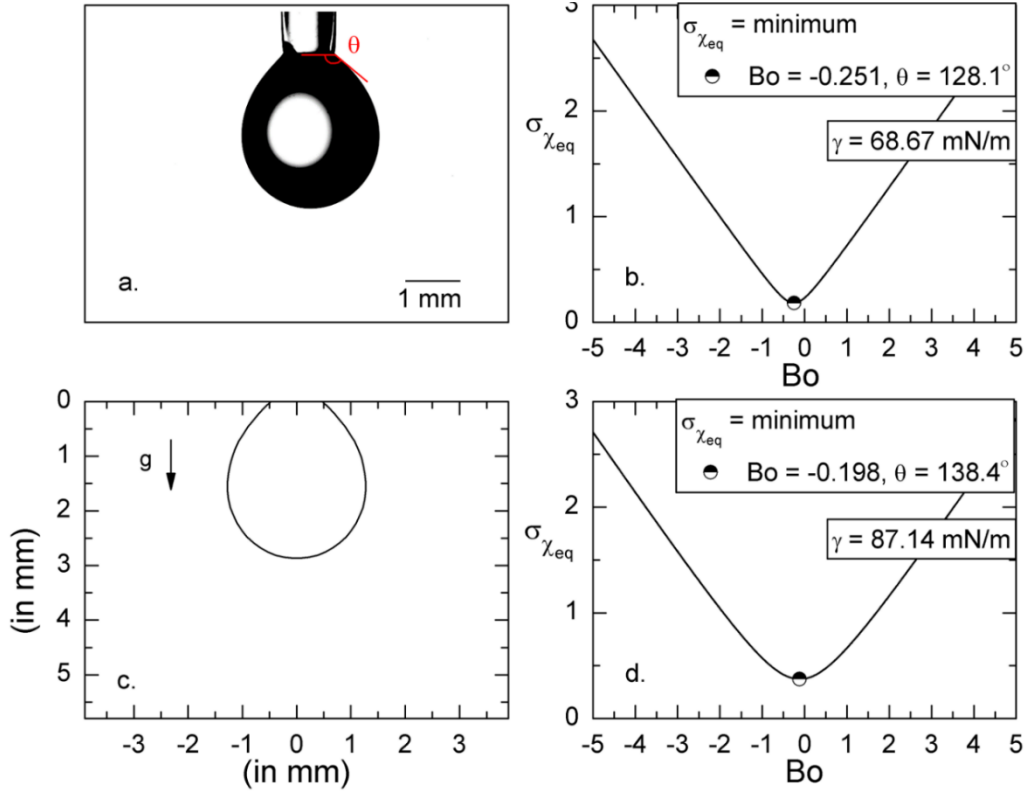 θ
a.
1 mm
3
2
1
0
σχeq
σχeq = minimum
Bo = -0.251, θ = 128.1°
γ = 68.67 mN/m
b.
-5 -4 -3 -2 -1 0 1 2 3 4 5
Bo
0
1
2
3
4
5
(in mm)
g
c.
-3 -2 -1 0 1 2 3
(in mm)
3
2
1
0
σχeq
σχeq = minimum
Bo = -0.198, θ = 138.4°
γ = 87.14 mN/m
d.
-5 -4 -3 -2 -1 0 1 2 3 4 5
Bo